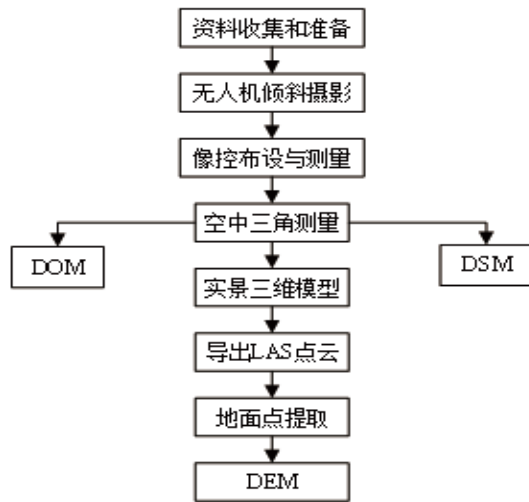 资料收集和准备
无人机倾斜摄影
像控布设与测量
空中三角测量
DOM
DSM
实景三维模型
导出LAS点云
地面点提取
DEM